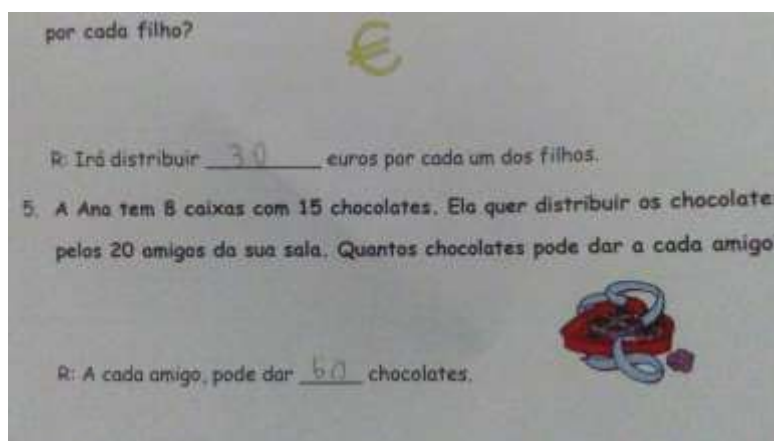 por cada filho?
€
R: Irá distribuir 30 euros por cada um dos filhos.
5. A Ana tem 8 caixas com 15 chocolates. Ela quer distribuir os chocolate
pelos 20 amigos da sua sala. Quantos chocolates pode dar a cada amigo
R: A cada amigo, pode dar 60 chocolates.